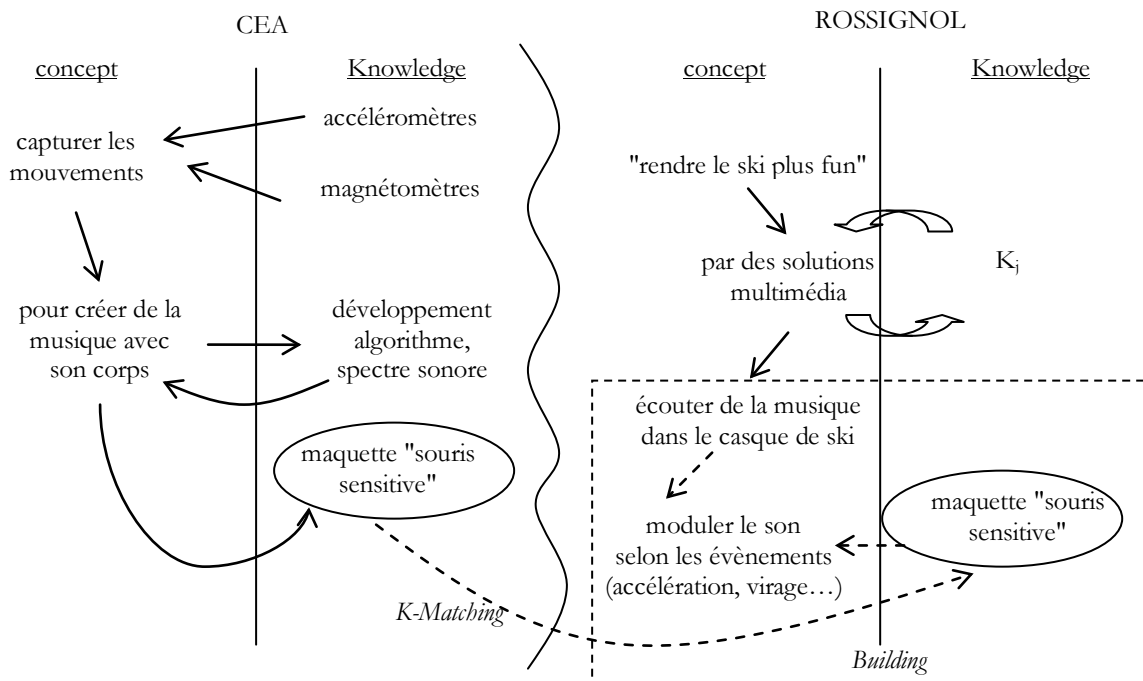 CEA
concept
Knowledge
accéléromètres
capturer les
mouvements
magnétomètres
pour créer de la
musique avec
son corps
développement
algorithme,
spectre sonore
maquette "souris
sensitive"
K-Matching
ROSSIGNOL
concept
Knowledge
"rendre le ski plus fun"
par des solutions
multimédia
Kj
écouter de la musique
dans le casque de ski
moduler le son
selon les évènements
(accélération, virage…)
maquette "souris
sensitive"
Building